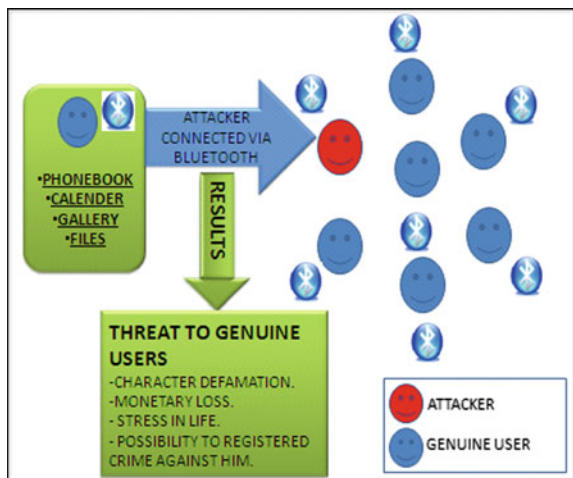 ATTACKER
CONNECTED VIA
BLUETOOTH
•PHONEBOOK
•CALENDER
•GALLERY
•FILES
RESULTS
THREAT TO GENUINE
USERS
-CHARACTER DEFAMATION.
-MONETARY LOSS.
- STRESS IN LIFE.
- POSSIBILITY TO REGISTERED
CRIME AGAINST HIM.
ATTACKER
GENUINE USER